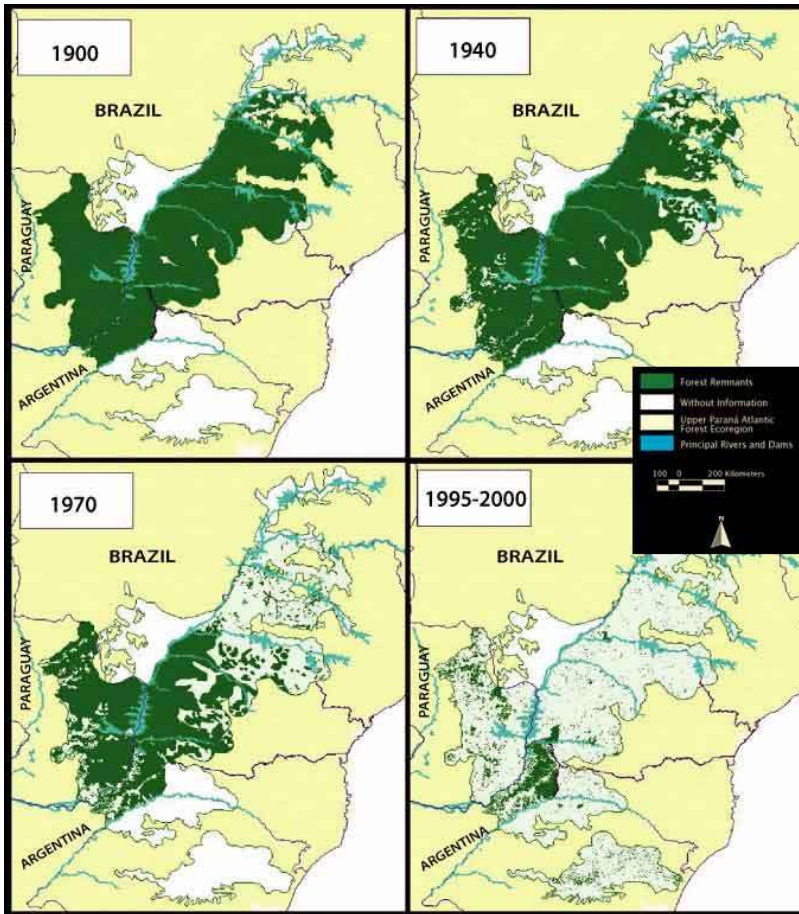 1900
BRAZIL
PARAGUAY
ARGENTINA
1940
BRAZIL
PARAGUAY
ARGENTINA
Forest Remnants
Without Information
Upper Paraná Atlantic
Forest Ecoregion
Principal Rivers and Dams
100 0 200 Kilometers
N
1970
BRAZIL
PARAGUAY
ARGENTINA
1995-2000
BRAZIL
PARAGUAY
ARGENTINA